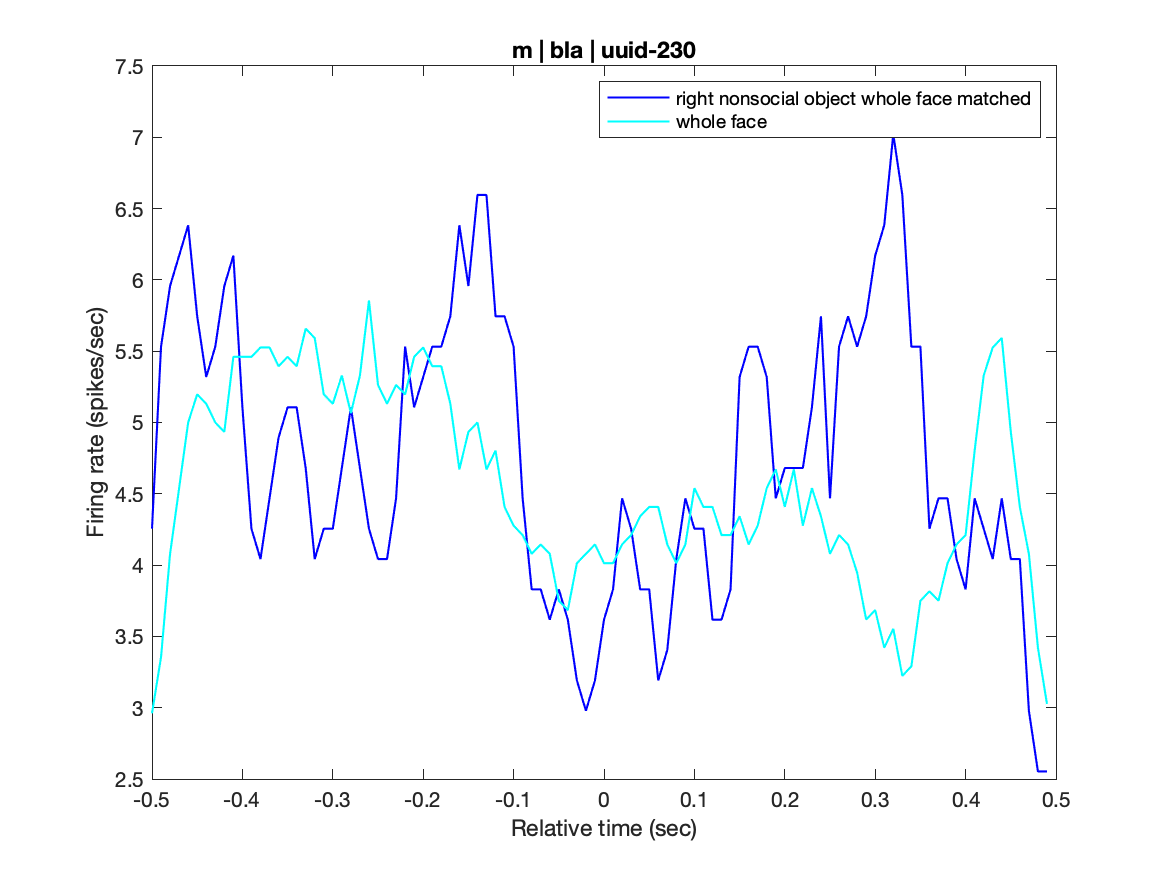 m | bla | uuid-230
7.5
7
6.5
6
5.5
5
4.5
4
3.5
3
2.5
Firing rate (spikes/sec)
right nonsocial object whole face matched
whole face
-0.5 -0.4 -0.3 -0.2 -0.1 0 0.1 0.2 0.3 0.4 0.5
Relative time (sec)